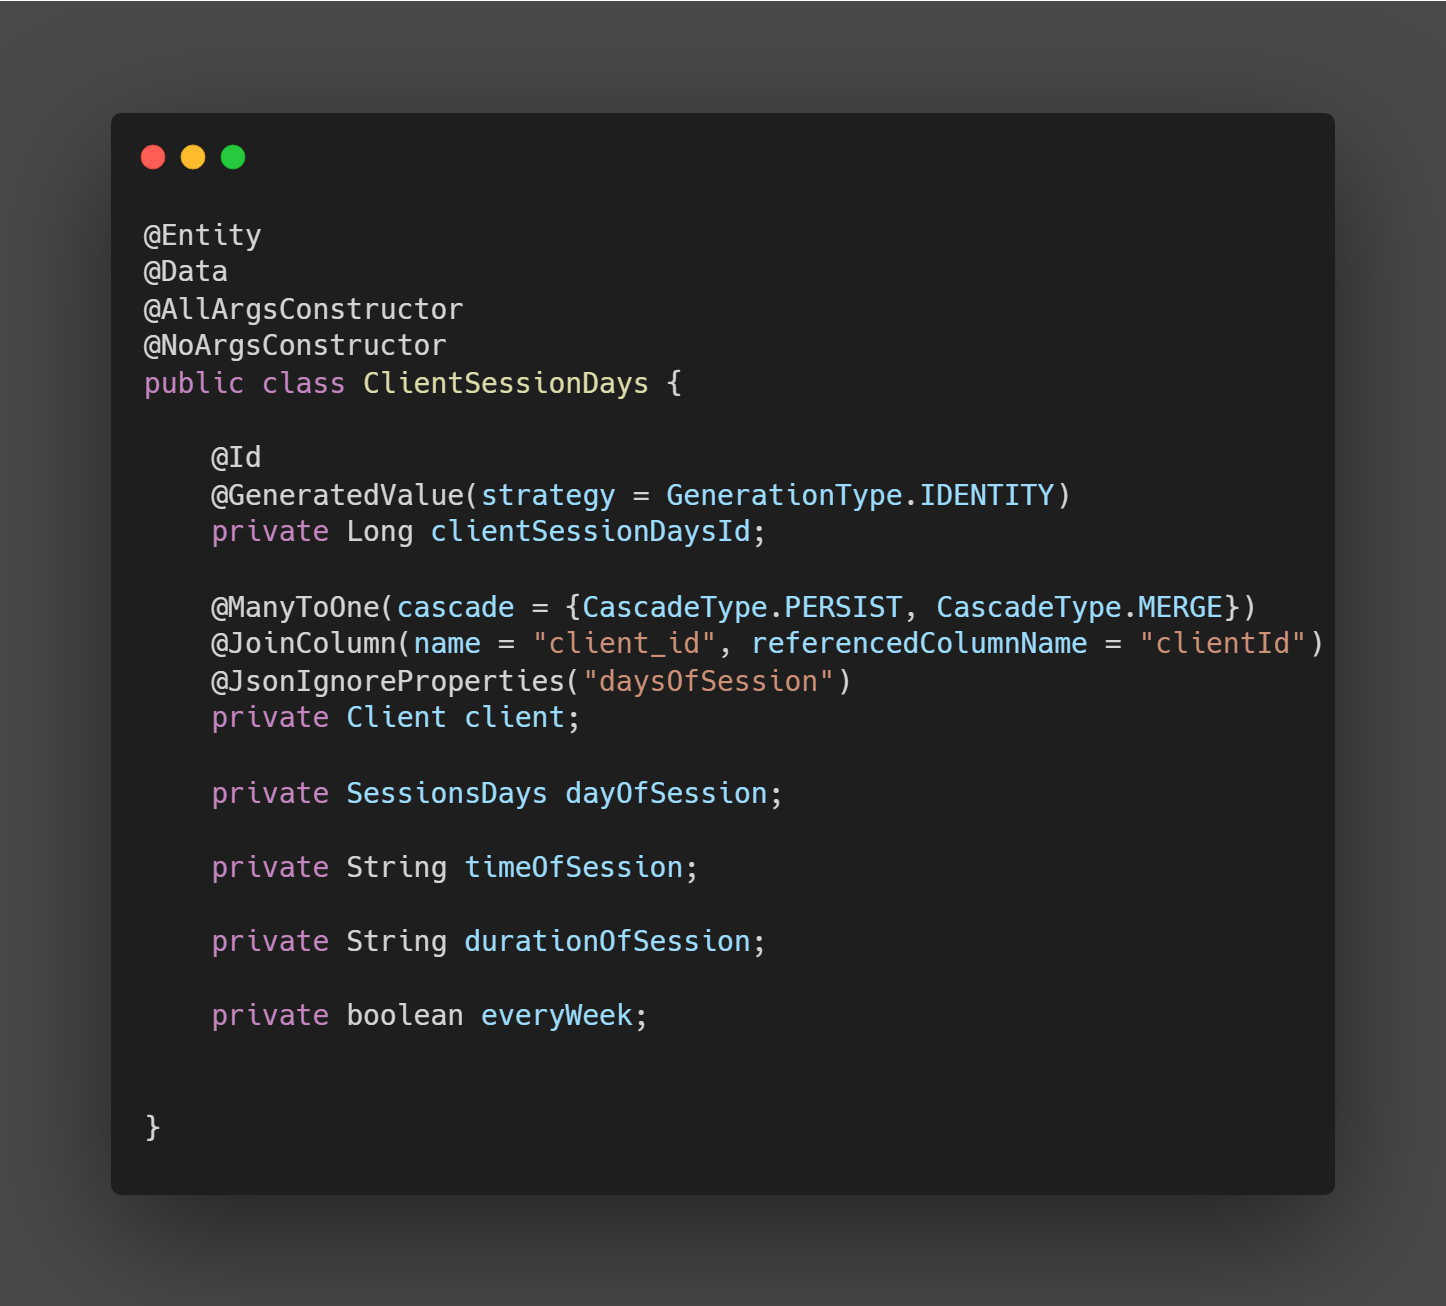 @Entity
@Data
@AllArgsConstructor
@NoArgsConstructor
public class ClientSessionDays {
@Id
@GeneratedValue(strategy = GenerationType.IDENTITY)
private Long clientSessionDaysId;
@ManyToOne(cascade = {CascadeType.PERSIST, CascadeType.MERGE})
@JoinColumn(name = "client_id", referencedColumnName = "clientId")
@JsonIgnoreProperties("daysOfSession")
private Client client;
private SessionsDays dayOfSession;
private String timeOfSession;
private String durationOfSession;
private boolean everyWeek;
}